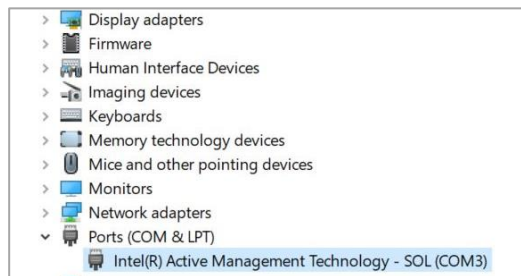 Display adapters
Firmware
Human Interface Devices
Imaging devices
Keyboards
Memory technology devices
Mice and other pointing devices
Monitors
Network adapters
Ports (COM & LPT)
Intel(R) Active Management Technology - SOL (COM3)